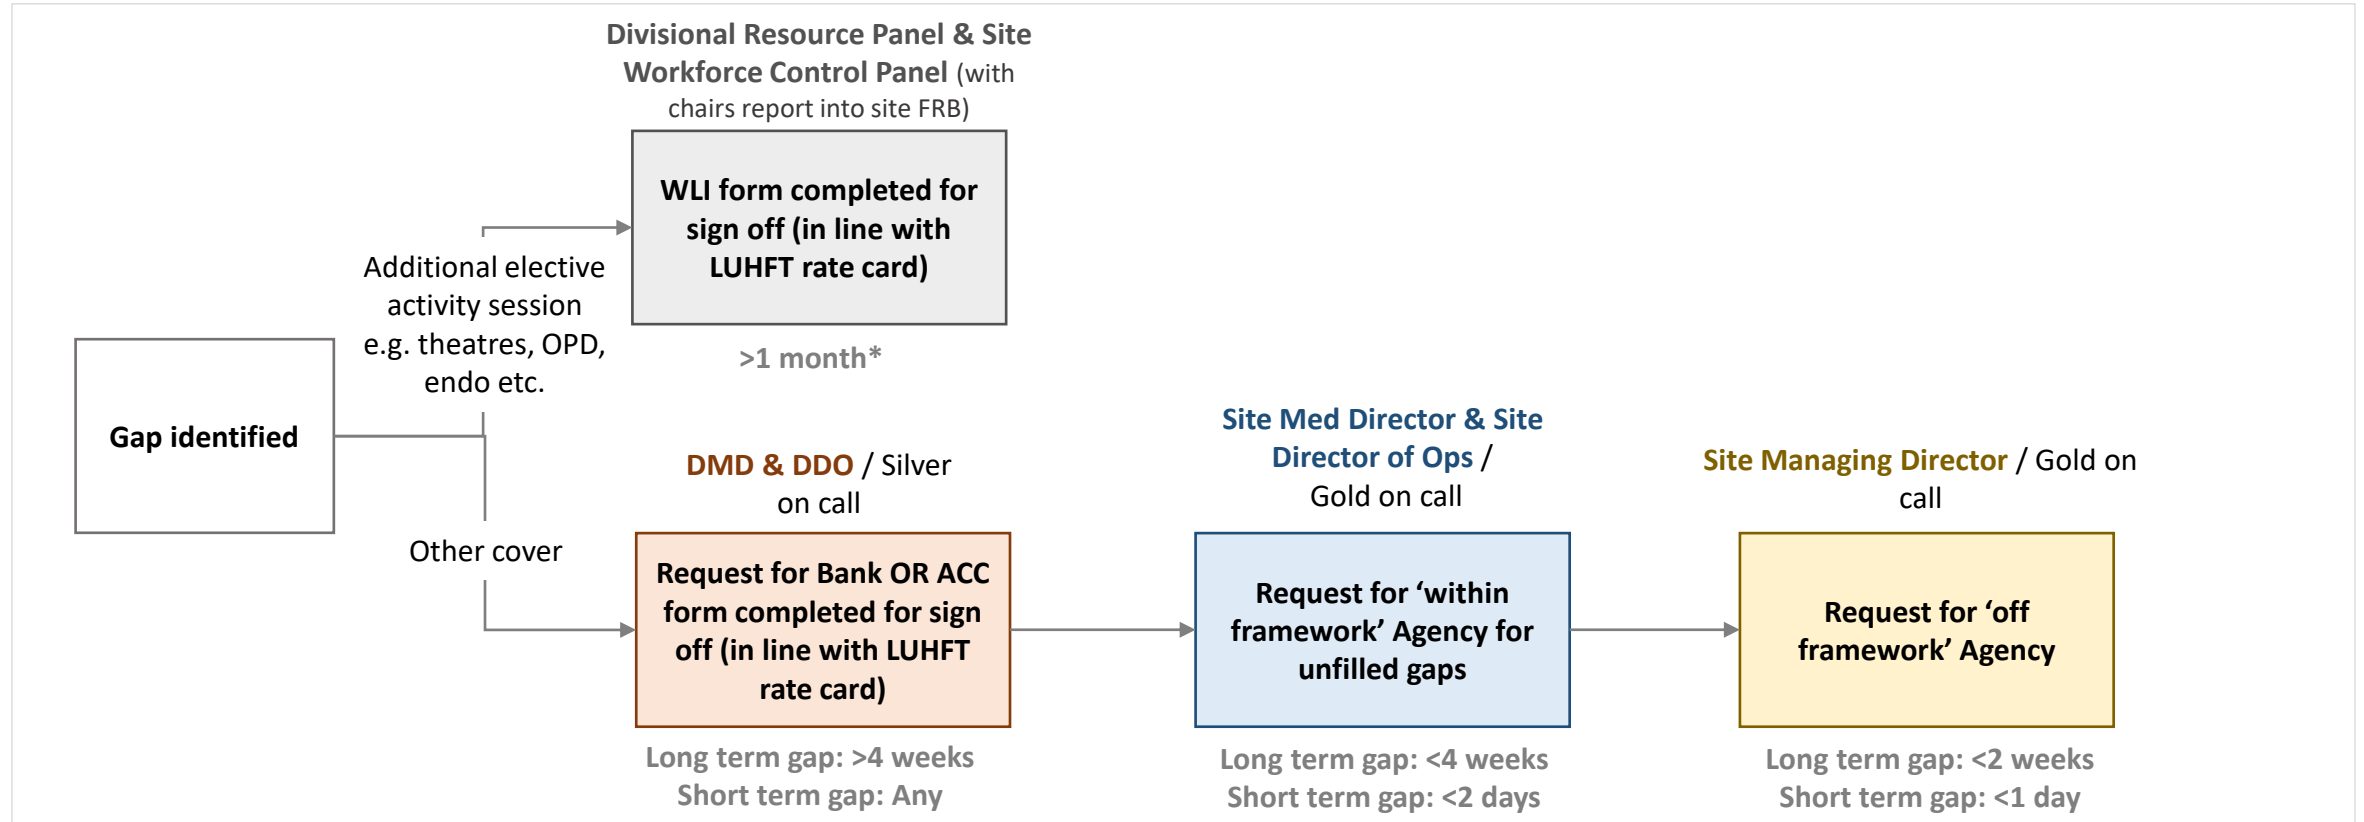 Divisional Resource Panel & Site
Workforce Control Panel (with
chairs report into site FRB)
WLI form completed for
sign off (in line with
LUHFT rate card)
>1 month*
Additional elective
activity session
e.g. theatres, OPD,
endo etc.
Gap identified
Other cover
DMD & DDO / Silver
on call
Request for Bank OR ACC
form completed for sign
off (in line with LUHFT
rate card)
Long term gap: >4 weeks
Short term gap: Any
Site Med Director & Site
Director of Ops /
Gold on call
Request for ‘within
framework’ Agency for
unfilled gaps
Long term gap: <4 weeks
Short term gap: <2 days
Site Managing Director / Gold on
call
Request for ‘off
framework’ Agency
Long term gap: <2 weeks
Short term gap: <1 day